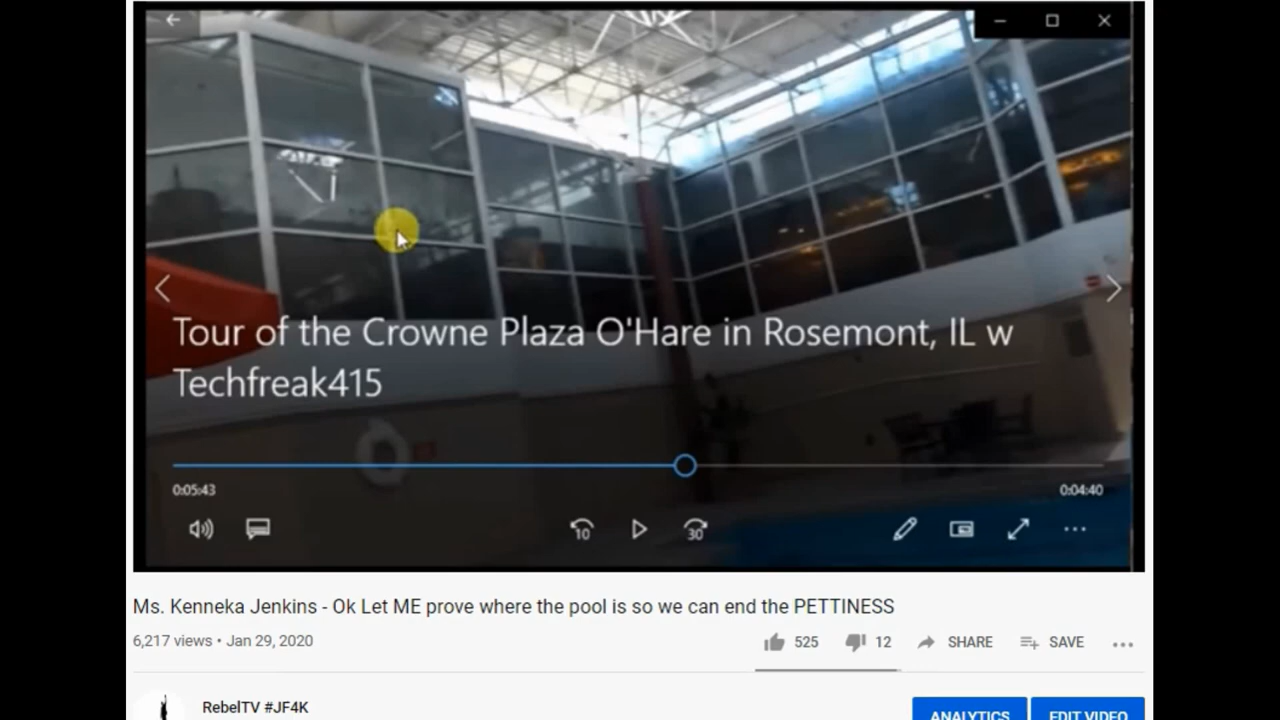 Tour of the Crowne Plaza O'Hare in Rosemont, IL w
Techfreak415
0:05:43
0:04:40
10
30
Ms. Kenneka Jenkins - Ok Let ME prove where the pool is so we can end the PETTINESS
6,217 views • Jan 29, 2020
525
12
SHARE
SAVE
RebelTV #JF4K
ANALYTICS
EDIT VIDEO